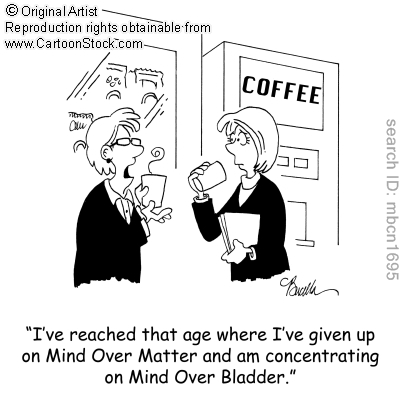 © Original Artist
Reproduction rights obtainable from
www.CartoonStock.com
COFFEE
search ID: mbcn1695
"I've reached that age where I've given up
on Mind Over Matter and am concentrating
on Mind Over Bladder."